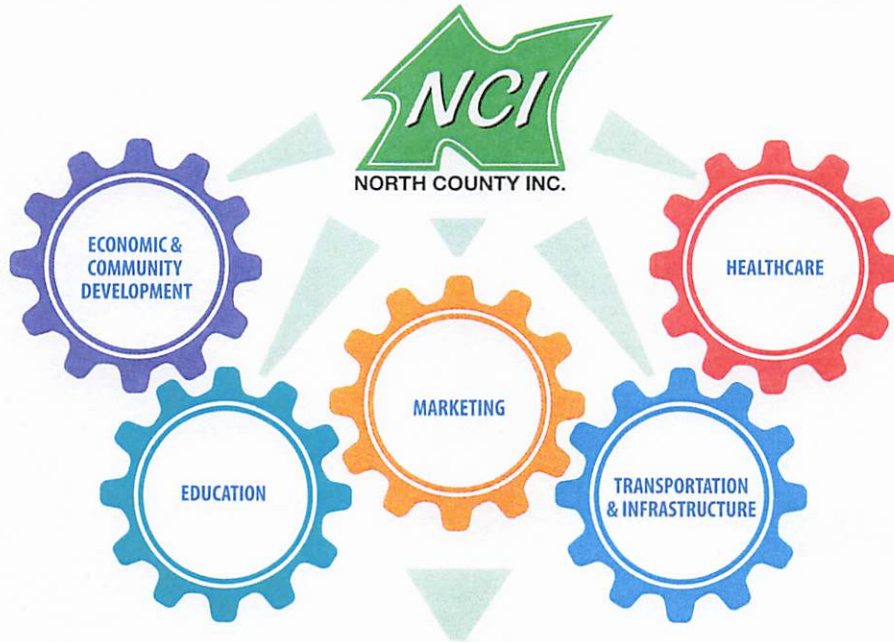 NCI
NORTH COUNTY INC.
ECONOMIC &
COMMUNITY
DEVELOPMENT
HEALTHCARE
MARKETING
EDUCATION
TRANSPORTATION
& INFRASTRUCTURE